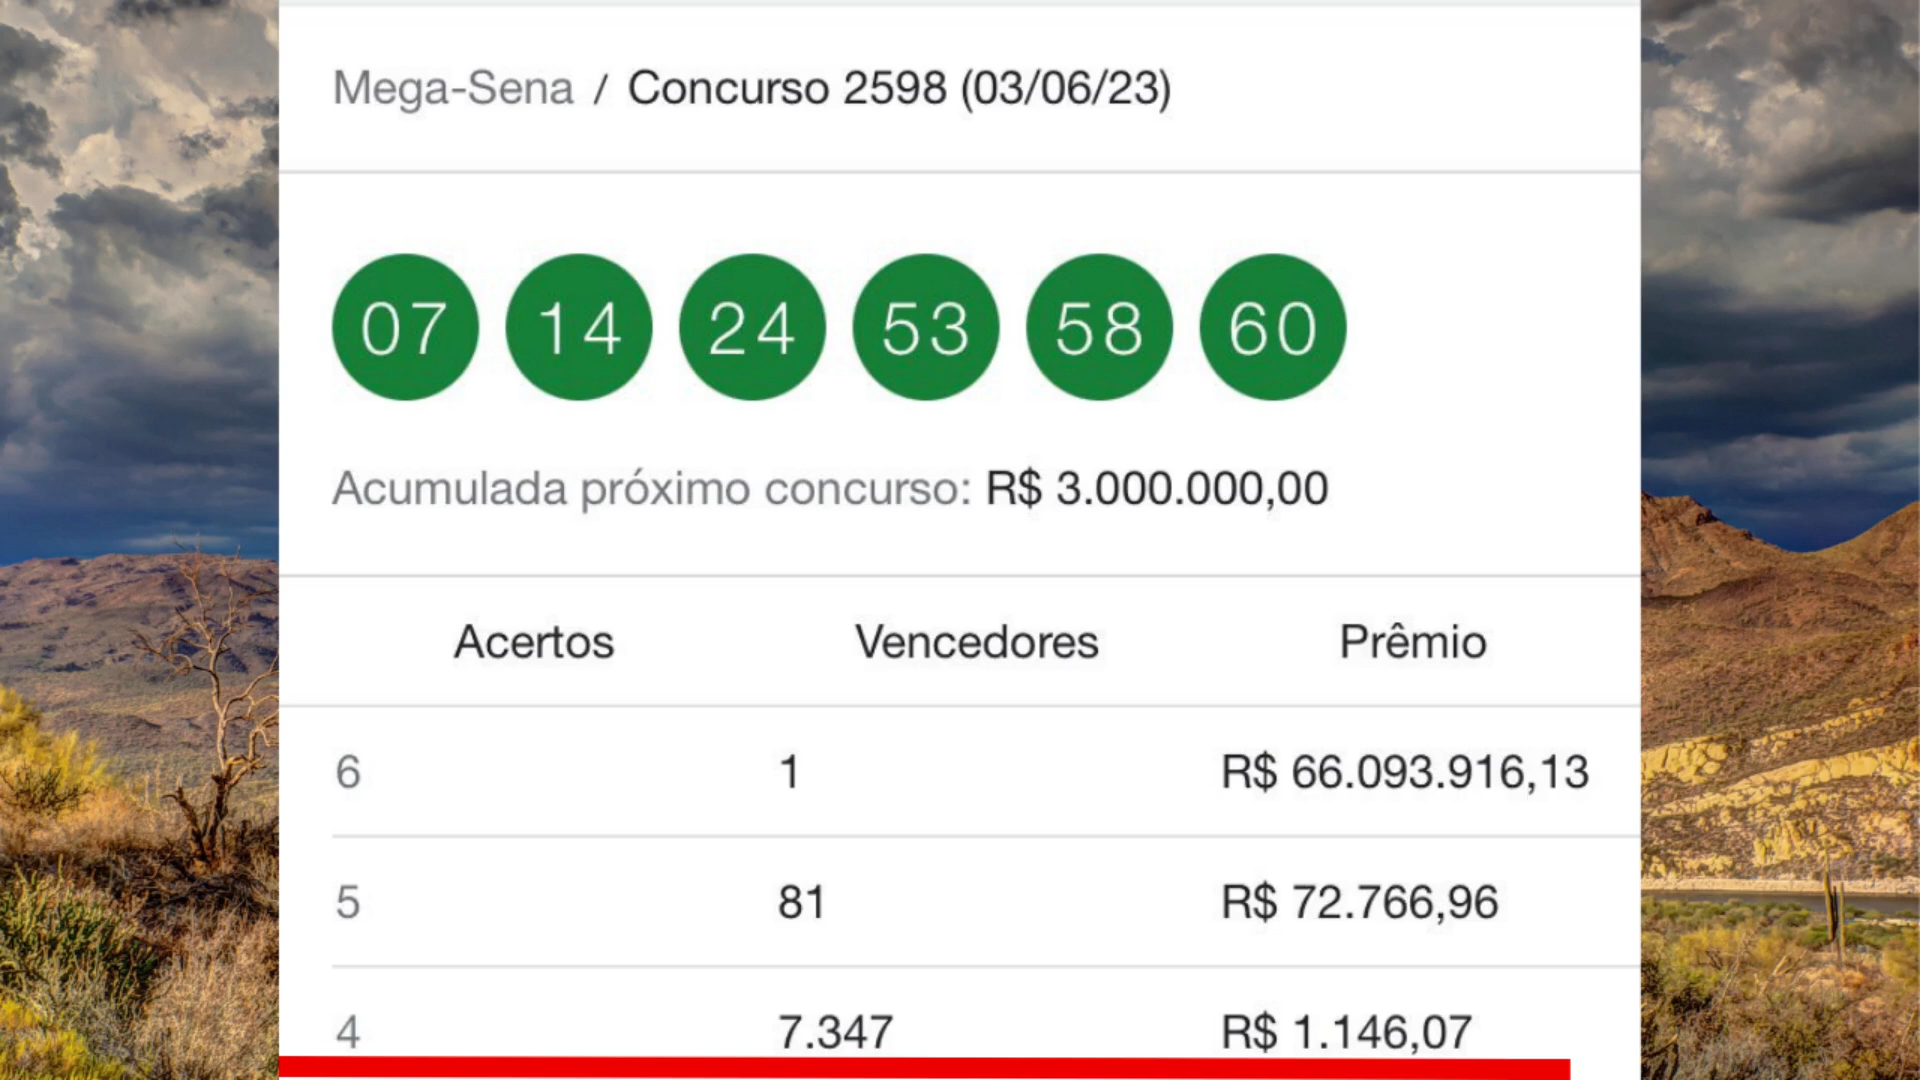 Mega-Sena / Concurso 2598 (03/06/23)
07 14 24 53 58 60
Acumulada próximo concurso: R$ 3.000.000,00
Acertos Vencedores Prêmio
6 1 R$ 66.093.916,13
5 81 R$ 72.766,96
4 7.347 R$ 1.146,07